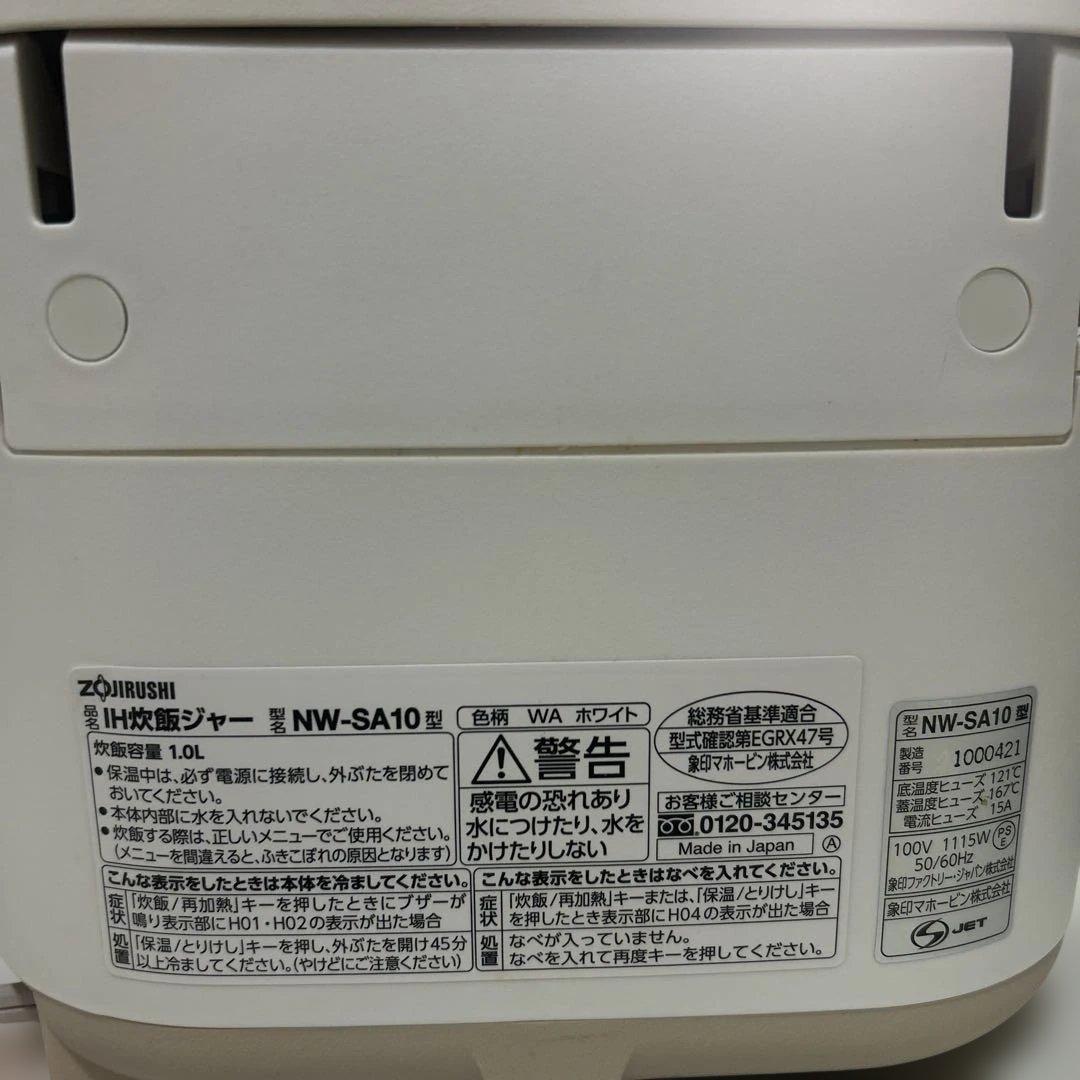 ZOJIRUSHI
品名 IH炊飯ジャー 型名 NW-SA10型
炊飯容量 1.0L
•保温中は、必ず電源に接続し、外ぶたを閉めて
おいてください。
•本体内部に水を入れないでください。
•炊飯する際は、正しいメニューでご使用ください。
(メニューを間違えると、ふきこぼれの原因となります)
色柄 WA ホワイト
警告
感電の恐れあり
水につけたり、水を
かけたりしない
総務省基準適合
型式確認第EGRX47号
象印マホービン株式会社
お客様ご相談センター
0120-345135
Made in Japan Ⓐ
こんな表示をしたときは本体を冷ましてください。
症状 「炊飯/再加熱」キーを押したときにブザーが
鳴り表示部にH01・H02の表示が出た場合
処置 「保温/とりけし」キーを押し、外ぶたを開け45分
以上冷ましてください。(やけどにご注意ください)
こんな表示をしたときはなべを入れてください。
症状 「炊飯/再加熱」キーまたは、「保温/とりけし」キー
を押したとき表示部にH04の表示が出た場合
処置 なべが入っていません。
なべを入れて再度キーを押してください。
型名 NW-SA10型
製造番号 1000421
底温度ヒューズ 121℃
蓋温度ヒューズ 167℃
電流ヒューズ 15A
100V 1115W
50/60Hz
PS
E
象印ファクトリー・ジャパン株式会社
象印マホービン株式会社
S JET